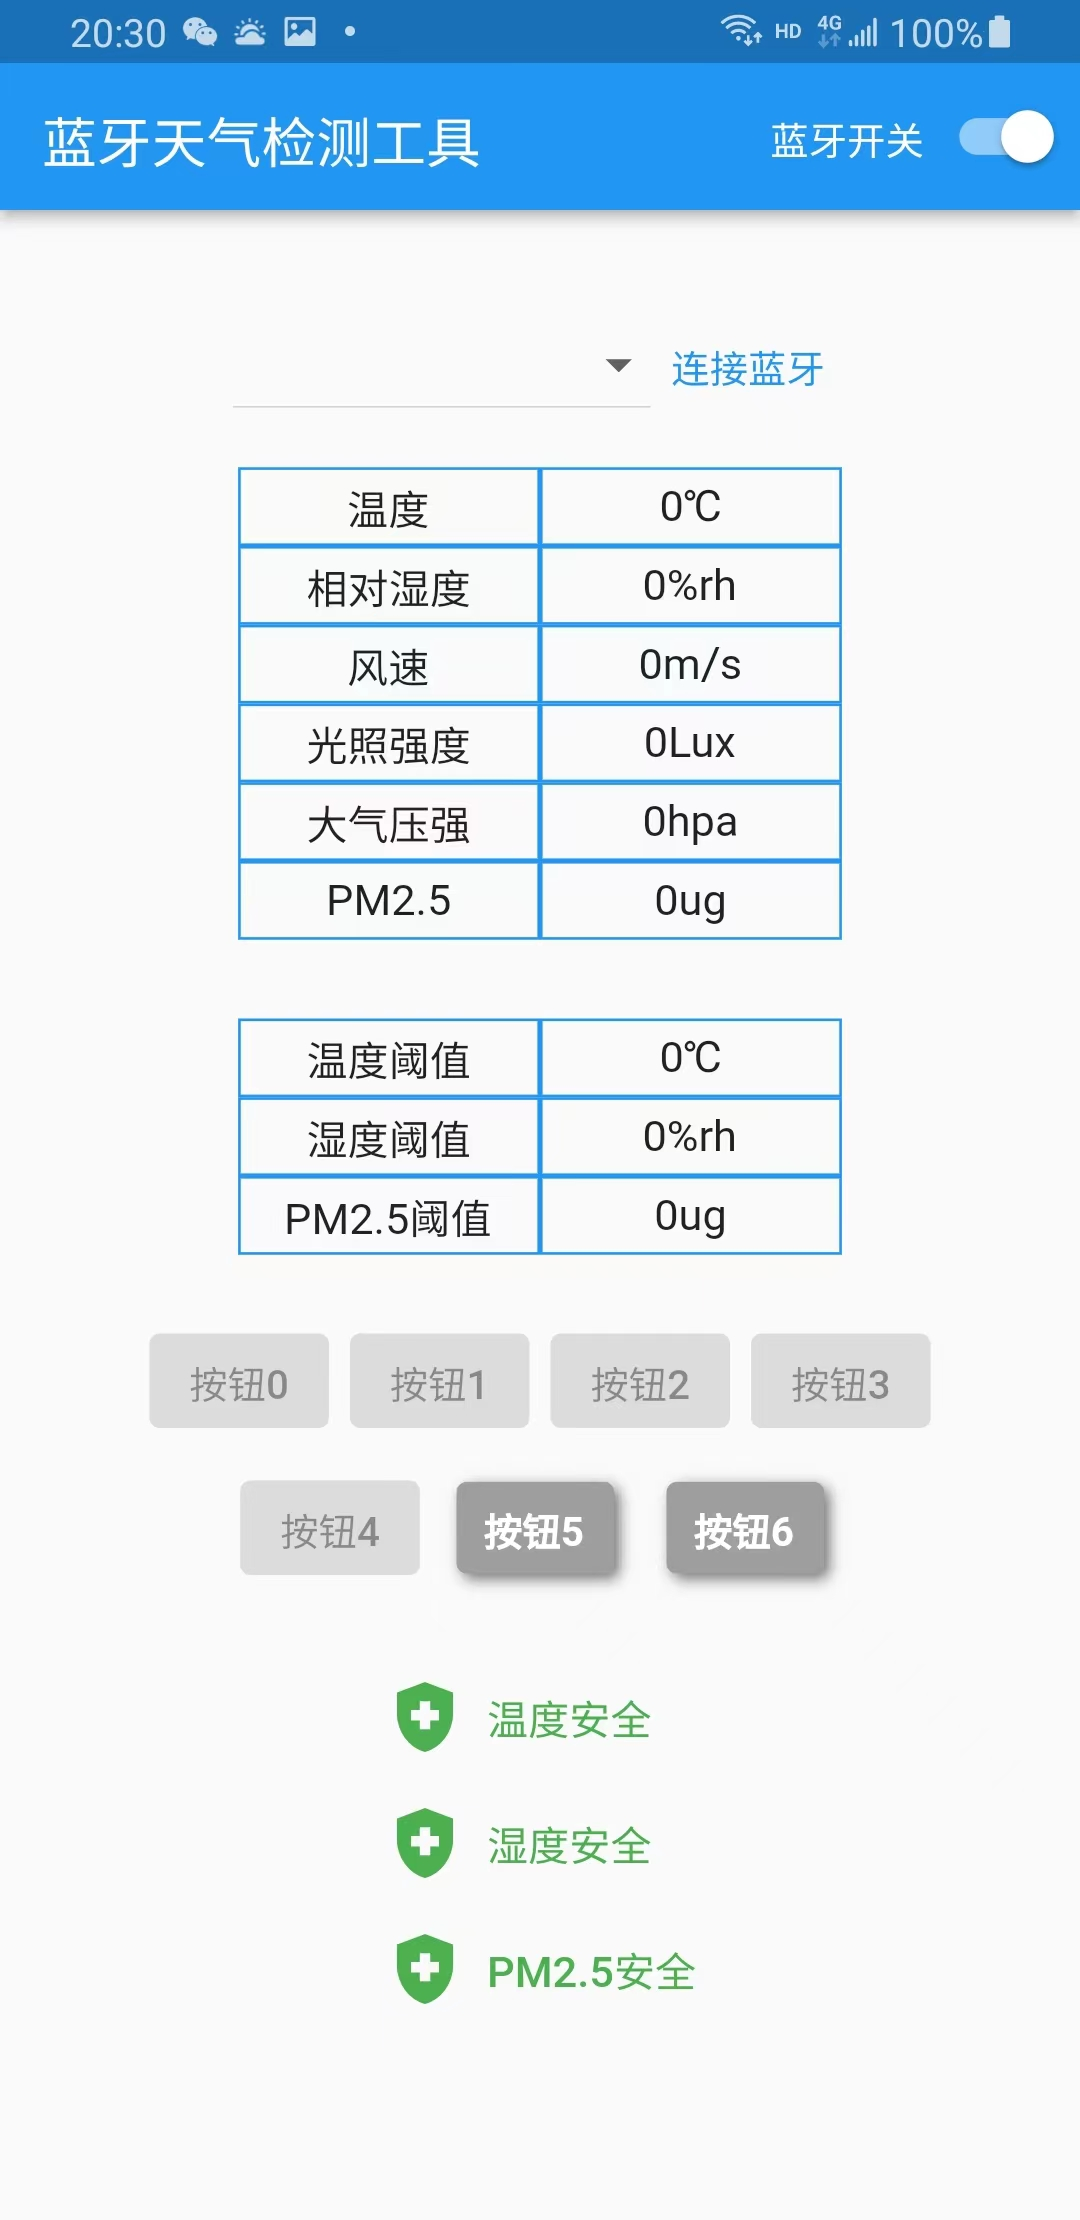 20:30 HD 4G 100%
蓝牙天气检测工具 蓝牙开关
连接蓝牙
温度 0℃
相对湿度 0%rh
风速 0m/s
光照强度 0Lux
大气压强 0hpa
PM2.5 0ug
温度阈值 0℃
湿度阈值 0%rh
PM2.5阈值 0ug
按钮0 按钮1 按钮2 按钮3
按钮4 按钮5 按钮6
温度安全
湿度安全
PM2.5安全